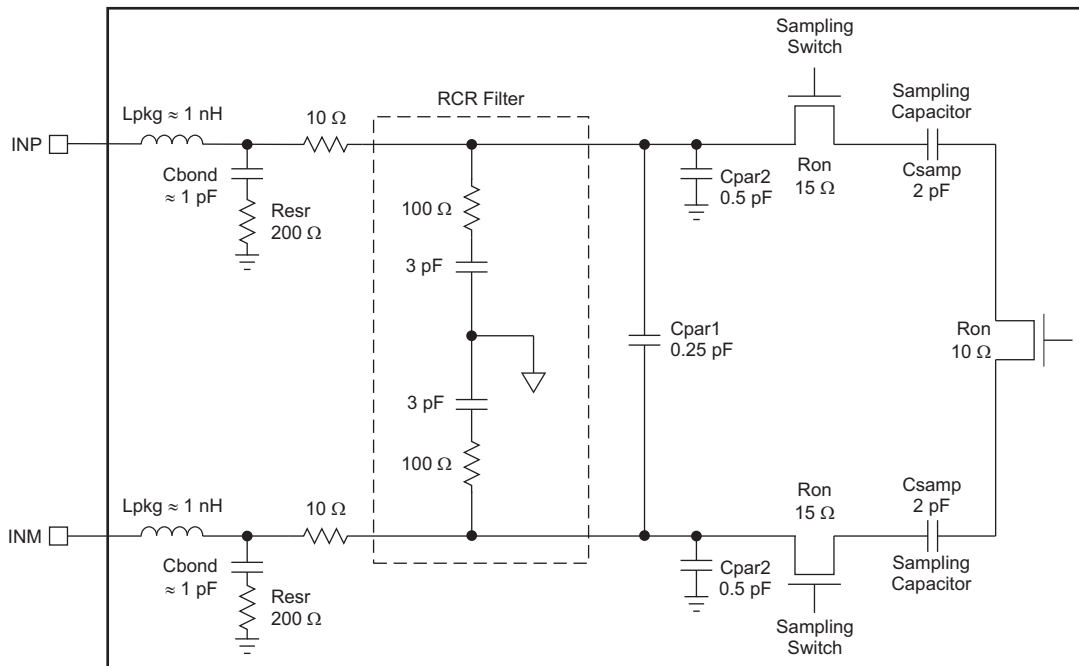 Sampling
Switch
Lpkg ≈ 1 nH
10 Ω
RCR Filter
Sampling
Capacitor
INP
Cbond
≈ 1 pF
Resr
200 Ω
100 Ω
3 pF
Cpar2
0.5 pF
Ron
15 Ω
Csamp
2 pF
Cpar1
0.25 pF
Ron
10 Ω
3 pF
100 Ω
Lpkg ≈ 1 nH
10 Ω
Ron
15 Ω
Csamp
2 pF
INM
Cbond
≈ 1 pF
Resr
200 Ω
Cpar2
0.5 pF
Sampling
Capacitor
Sampling
Switch